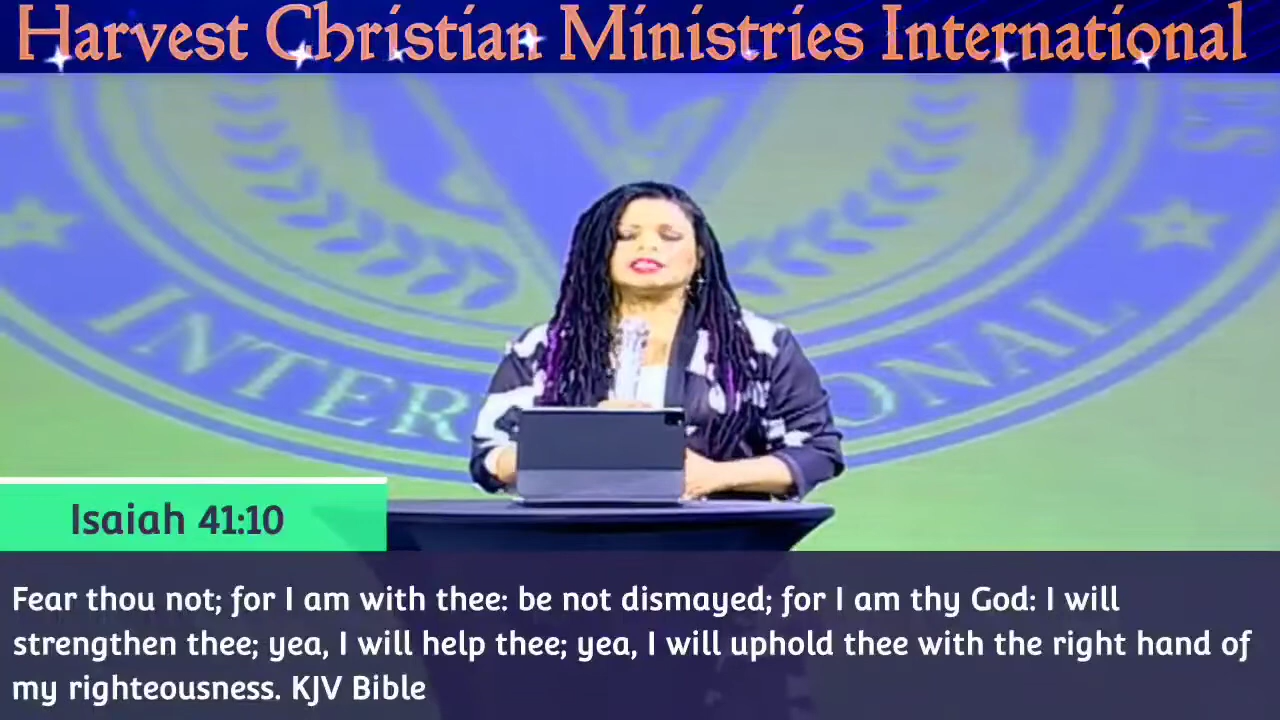 Harvest Christian Ministries International
INTERNATIONAL
Isaiah 41:10
Fear thou not; for I am with thee: be not dismayed; for I am thy God: I will
strengthen thee; yea, I will help thee; yea, I will uphold thee with the right hand of
my righteousness. KJV Bible